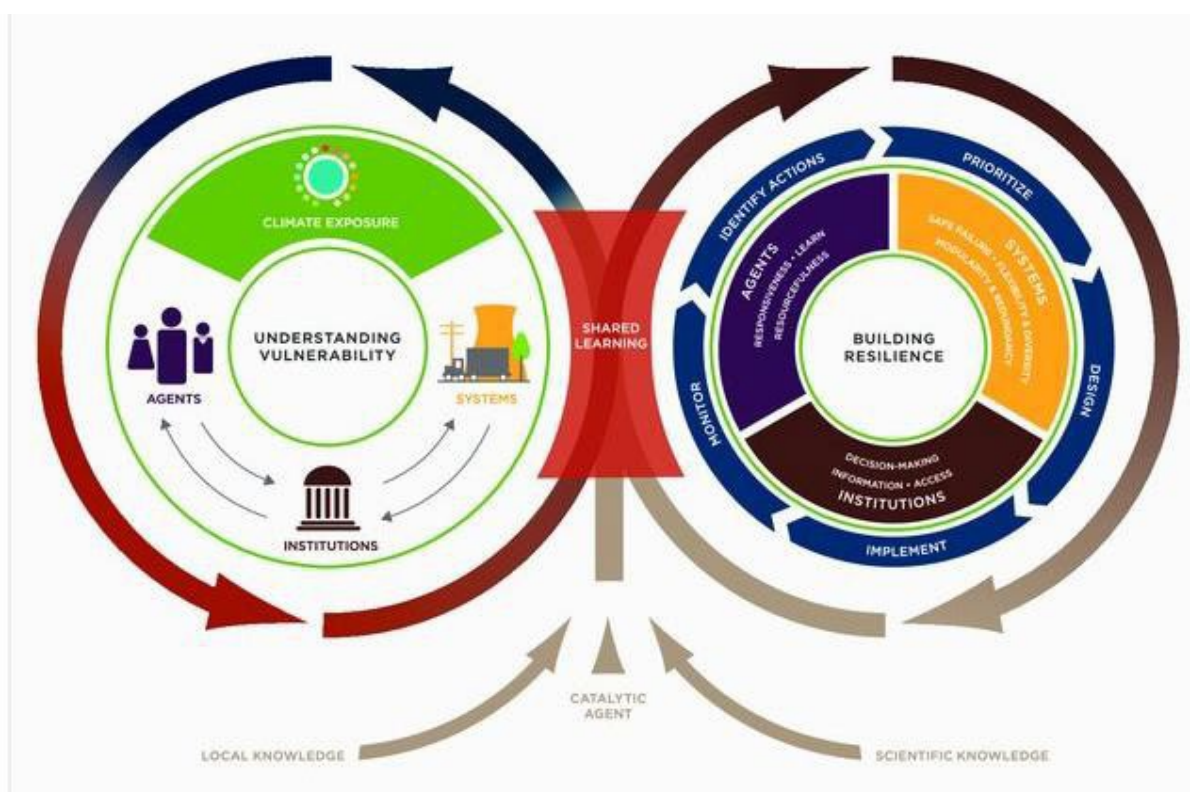 CLIMATE EXPOSURE
UNDERSTANDING
VULNERABILITY
AGENTS
SYSTEMS
INSTITUTIONS
SHARED
LEARNING
IDENTIFY ACTIONS
PRIORITIZE
DESIGN
IMPLEMENT
MONITOR
AGENTS
RESPONSIVENESS • LEARN
RESOURCEFULNESS
SYSTEMS
SAFE FAILURE • FLEXIBILITY & DIVERSITY
MODULARITY & REDUNDANCY
BUILDING
RESILIENCE
DECISION-MAKING
INFORMATION • ACCESS
INSTITUTIONS
CATALYTIC
AGENT
LOCAL KNOWLEDGE
SCIENTIFIC KNOWLEDGE